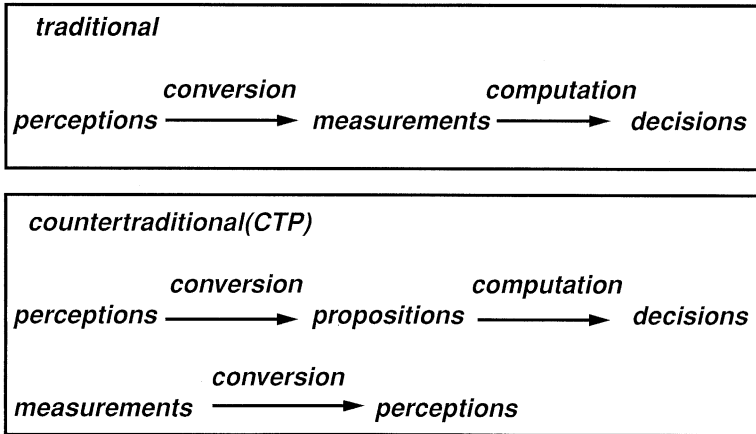 traditional
conversion computation
perceptions measurements decisions
countertraditional(CTP)
conversion computation
perceptions propositions decisions
conversion
measurements perceptions